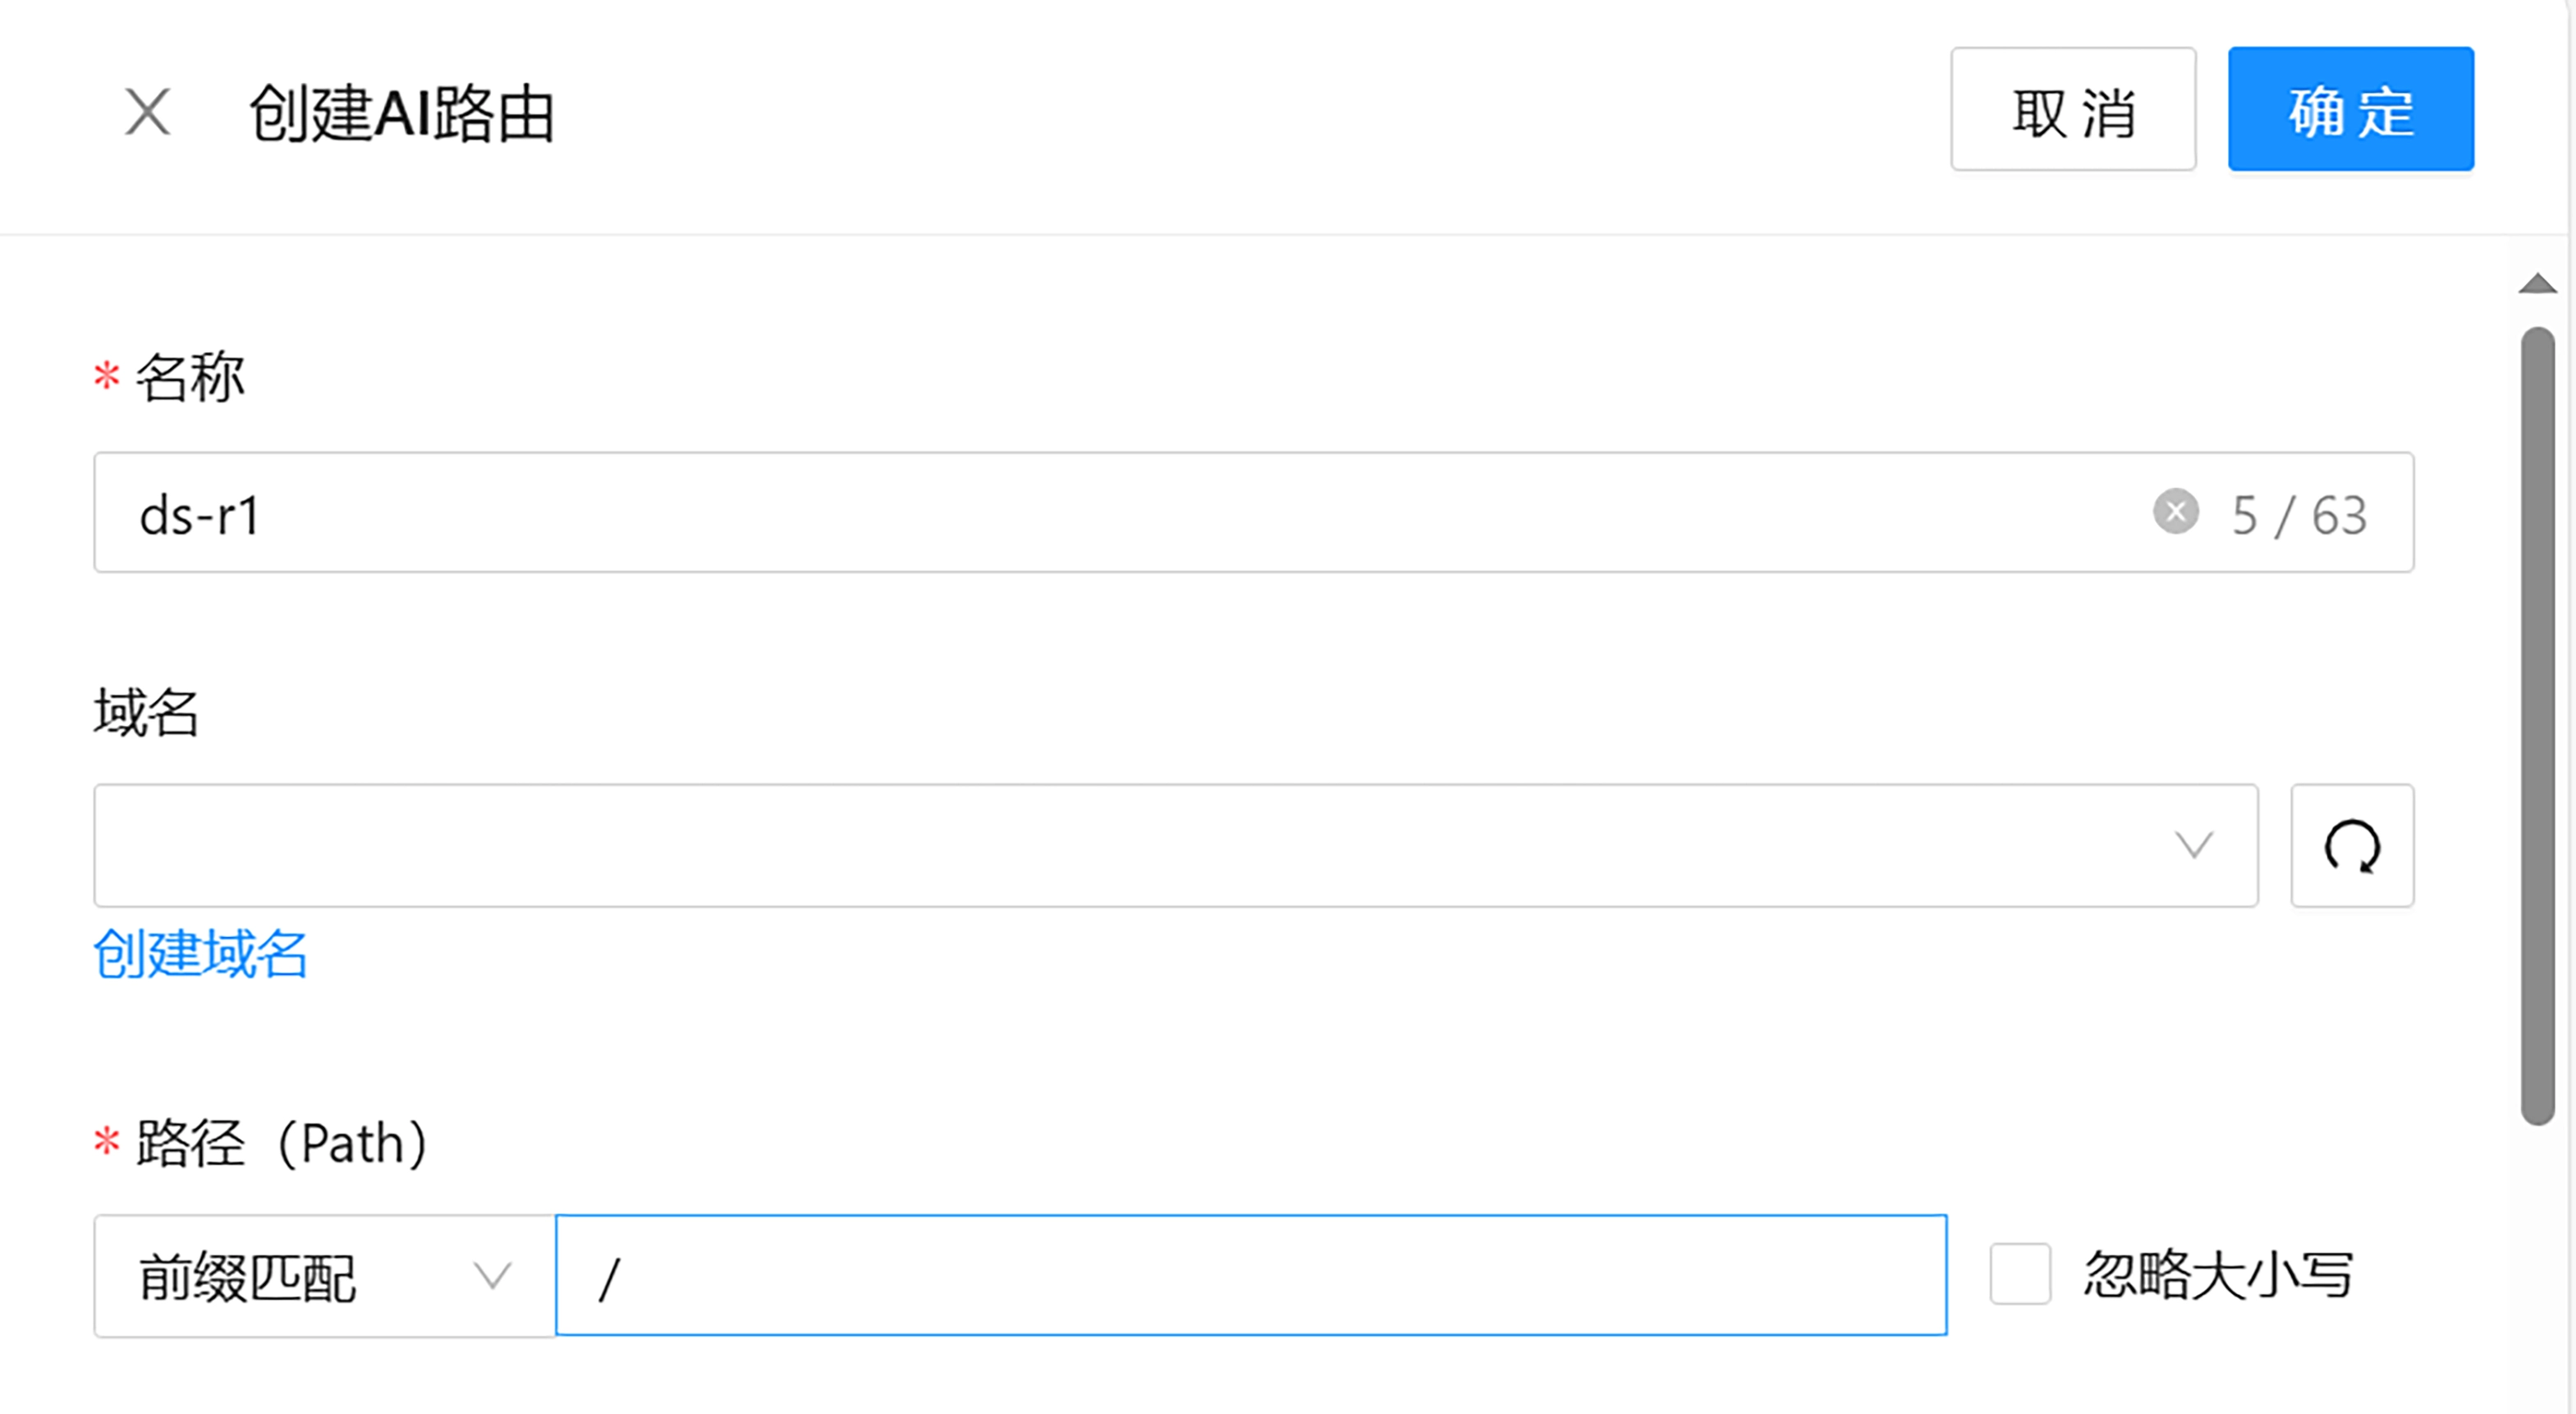 创建AI路由
取 消
确 定
* 名称
ds-r1
5 / 63
域名
创建域名
* 路径（Path）
前缀匹配
/
忽略大小写